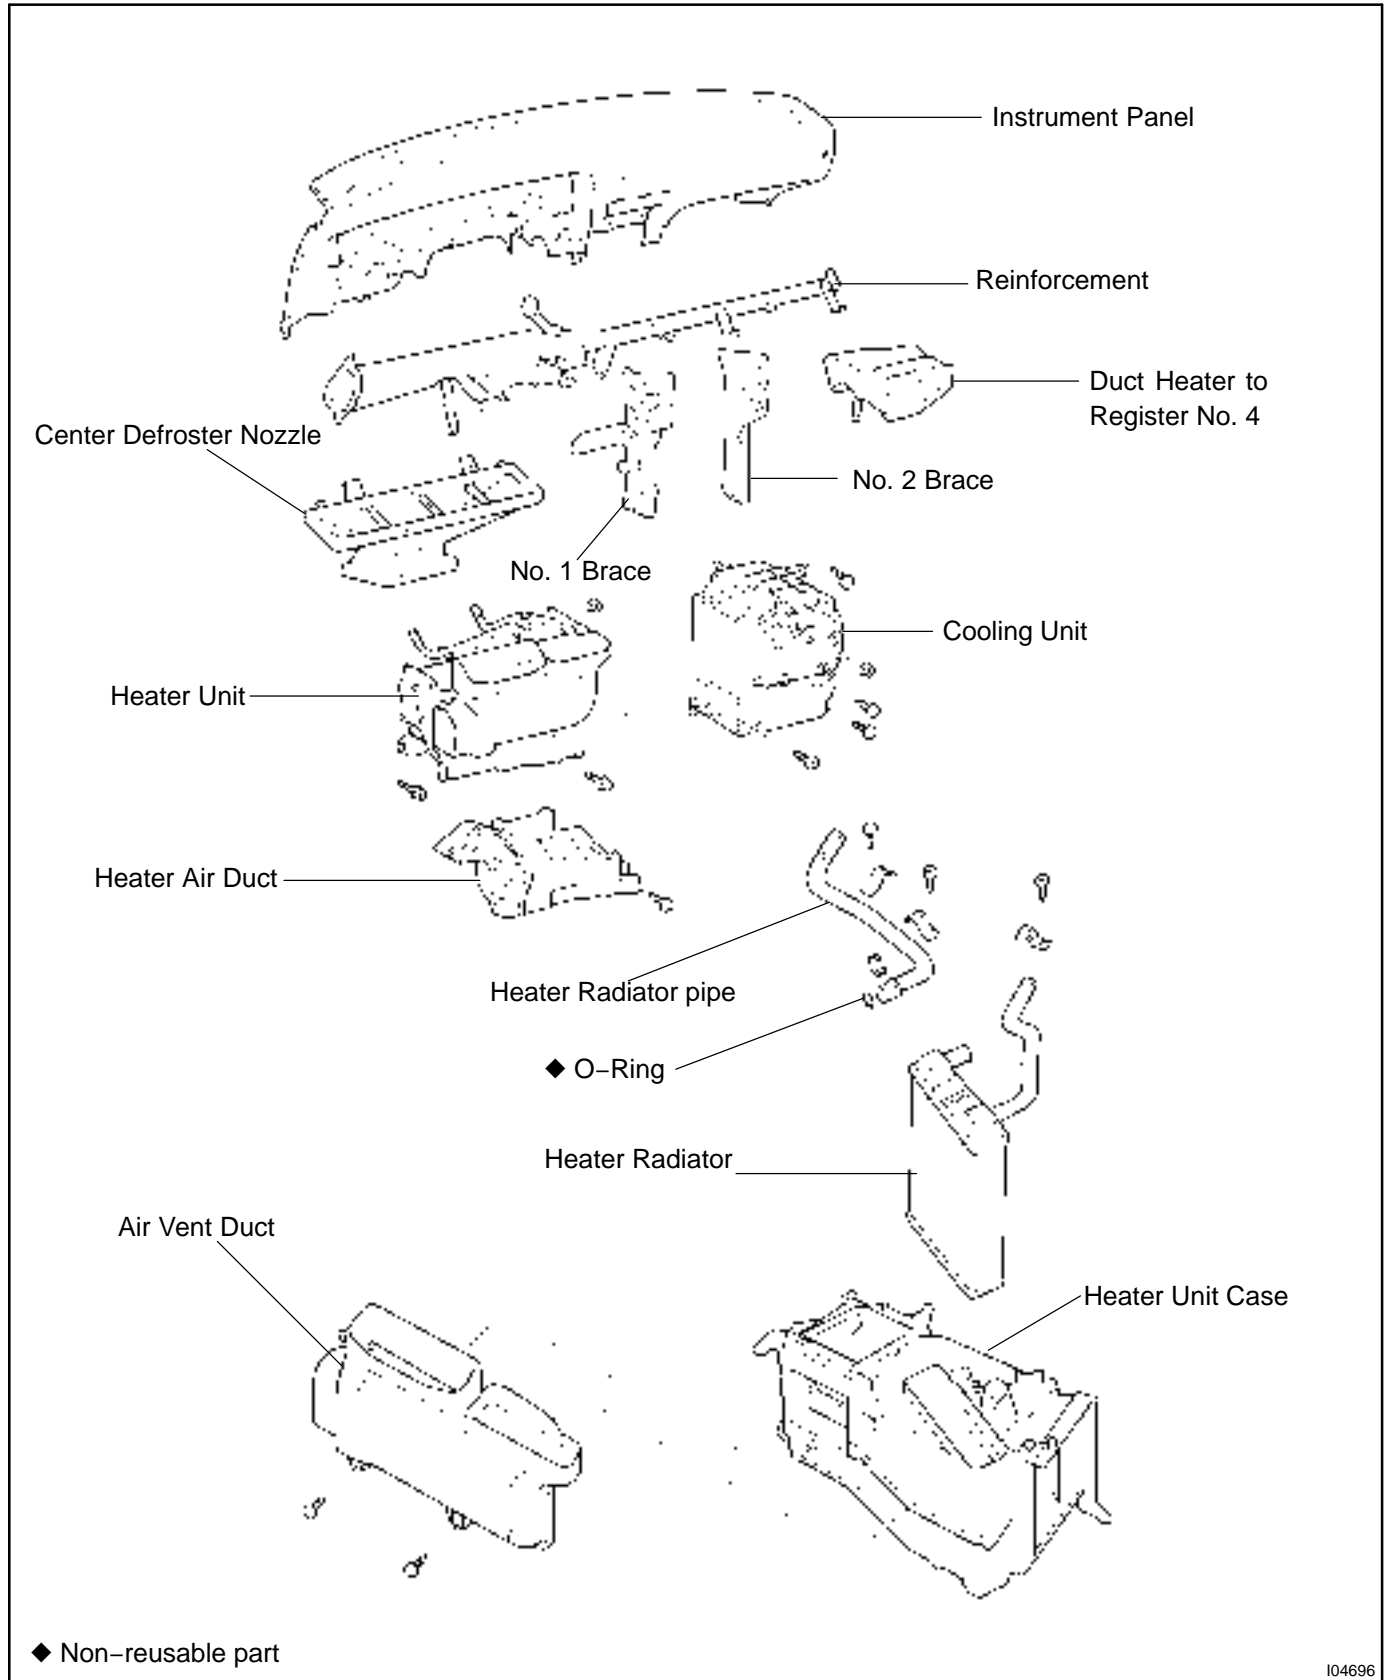 Instrument Panel
Reinforcement
Duct Heater to
Register No. 4
Center Defroster Nozzle
No. 2 Brace
No. 1 Brace
Cooling Unit
Heater Unit
Heater Air Duct
Heater Radiator pipe
◆ O−Ring
Heater Radiator
Air Vent Duct
Heater Unit Case
◆ Non−reusable part
I04696